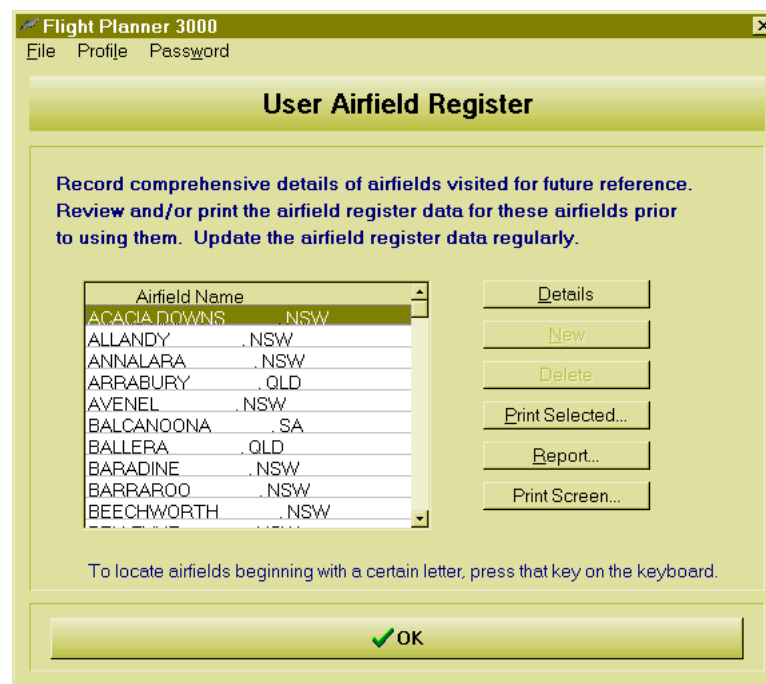 Flight Planner 3000
File Profile Password
User Airfield Register
Record comprehensive details of airfields visited for future reference.
Review and/or print the airfield register data for these airfields prior
to using them. Update the airfield register data regularly.
Airfield Name
ACACIA DOWNS . NSW
ALLANDY . NSW
ANNALARA . NSW
ARRABURY . QLD
AVENEL . NSW
BALCANOONA . SA
BALLERA . QLD
BARADINE . NSW
BARRAROO . NSW
BEECHWORTH . NSW
Details
New
Delete
Print Selected...
Report...
Print Screen...
To locate airfields beginning with a certain letter, press that key on the keyboard.
OK